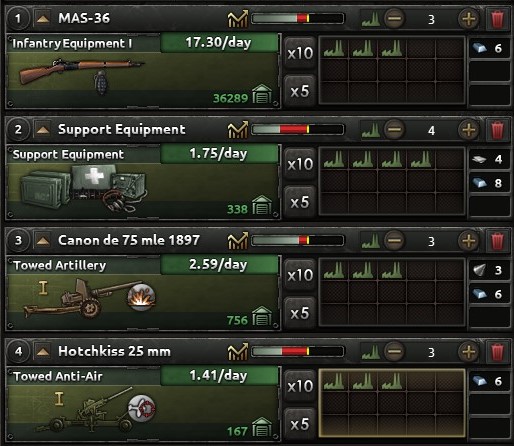 1 MAS-36 3
Infantry Equipment I 17.30/day x10 6
36289 x5
2 Support Equipment 4
Support Equipment 1.75/day x10 4
338 x5 8
3 Canon de 75 mle 1897 3
Towed Artillery 2.59/day x10 3
I
756 x5 6
4 Hotchkiss 25 mm 3
Towed Anti-Air 1.41/day x10 6
I
167 x5